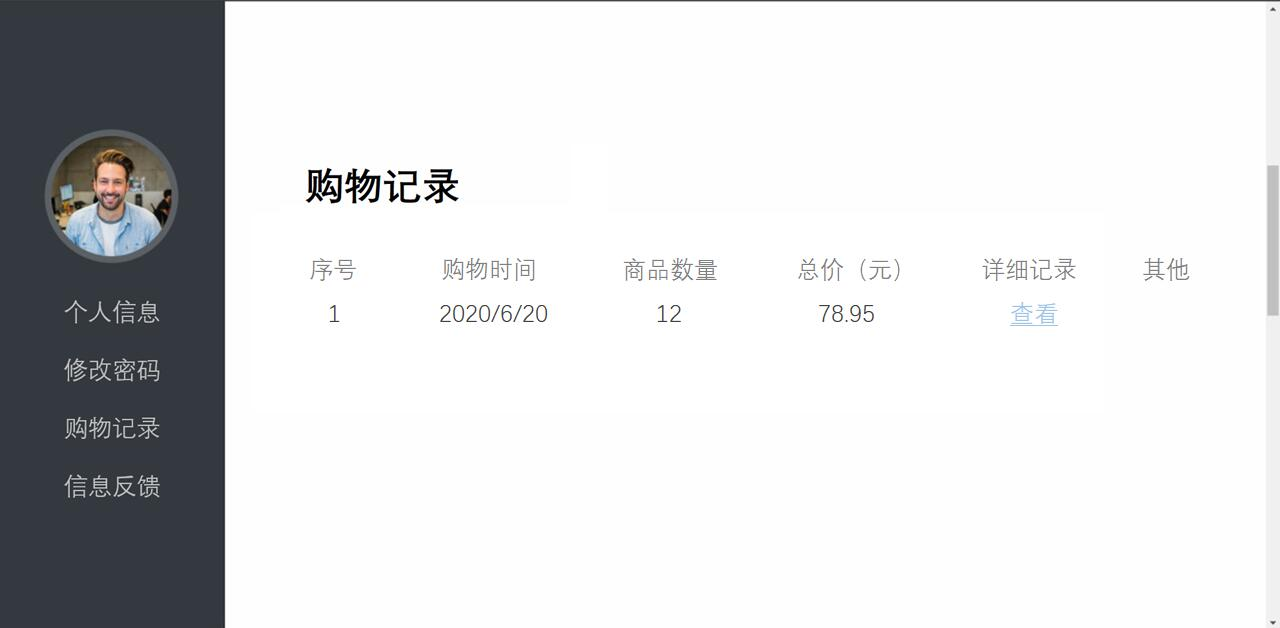 个人信息
修改密码
购物记录
信息反馈
购物记录
序号 购物时间 商品数量 总价（元） 详细记录 其他
1 2020/6/20 12 78.95 查看